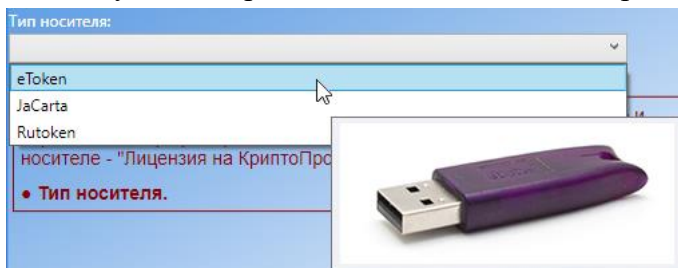 Тип носителя:
eToken
JaCarta
Rutoken
носителе - "Лицензия на КриптоПро
• Тип носителя.